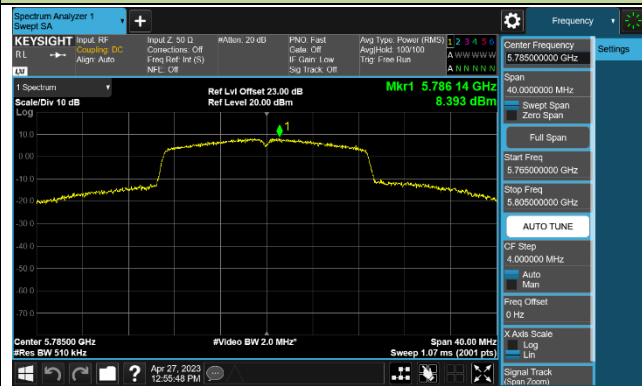 Spectrum Analyzer 1
Swept SA
Frequency
KEYSIGHT
RL
LXI
Input: RF
Coupling: DC
Align: Auto
Input Z: 50 Ω
Corrections: Off
Freq Ref: Int (S)
NFE: Off
#Atten: 20 dB
PNO: Fast
Gate: Off
IF Gain: Low
Sig Track: Off
Avg Type: Power (RMS)
Avg|Hold: 100/100
Trig: Free Run
1 2 3 4 5 6
A W W W W W
A N N N N N
1 Spectrum
Scale/Div 10 dB
Log
Ref Lvl Offset 23.00 dB
Ref Level 20.00 dBm
Mkr1 5.786 14 GHz
8.393 dBm
1
10.0
0.00
-10.0
-20.0
-30.0
-40.0
-50.0
-60.0
-70.0
Center 5.78500 GHz
#Res BW 510 kHz
#Video BW 2.0 MHz*
Span 40.00 MHz
Sweep 1.07 ms (2001 pts)
Center Frequency
5.785000000 GHz
Settings
Span
40.0000000 MHz
Swept Span
Zero Span
Full Span
Start Freq
5.765000000 GHz
Stop Freq
5.805000000 GHz
AUTO TUNE
CF Step
4.000000 MHz
Auto
Man
Freq Offset
0 Hz
X Axis Scale
Log
Lin
Signal Track
(Span Zoom)
Apr 27, 2023
12:55:48 PM